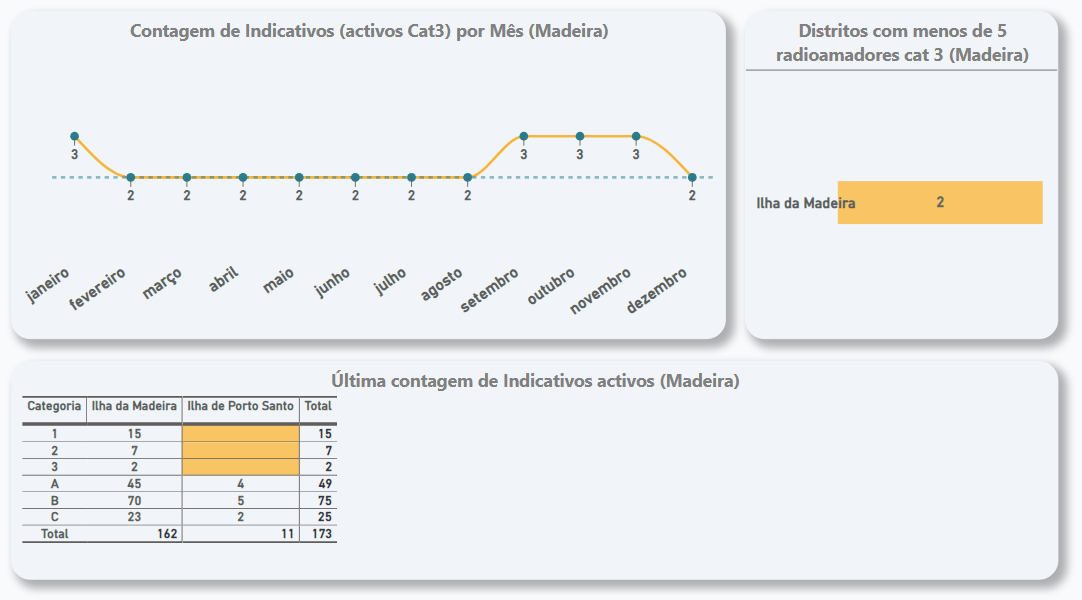 Contagem de Indicativos (activos Cat3) por Mês (Madeira)
3
2
2
2
2
2
2
2
3
3
3
2
janeiro
fevereiro
março
abril
maio
junho
julho
agosto
setembro
outubro
novembro
dezembro
Distritos com menos de 5
radioamadores cat 3 (Madeira)
Ilha da Madeira 2
Última contagem de Indicativos activos (Madeira)
Categoria Ilha da Madeira Ilha de Porto Santo Total
1 15 15
2 7 7
3 2 2
A 45 4 49
B 70 5 75
C 23 2 25
Total 162 11 173